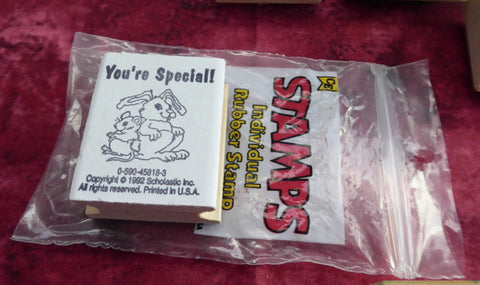 You're Special!
0-590-45818-3
Copyright © 1992 Scholastic Inc.
All rights reserved. Printed in U.S.A.
STAMPS
Individual
Rubber Stamp